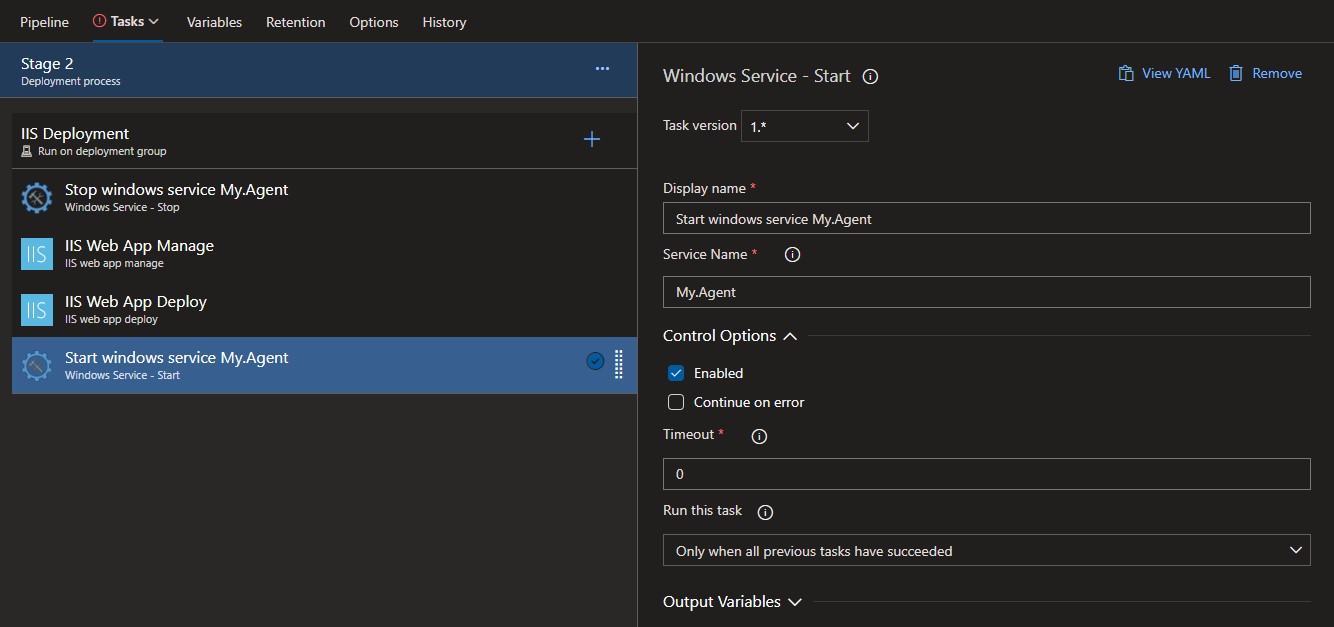 Pipeline Tasks Variables Retention Options History
Stage 2
Deployment process
IIS Deployment
Run on deployment group
Stop windows service My.Agent
Windows Service - Stop
IIS
IIS Web App Manage
IIS web app manage
IIS
IIS Web App Deploy
IIS web app deploy
Start windows service My.Agent
Windows Service - Start
Windows Service - Start
View YAML Remove
Task version 1.*
Display name *
Start windows service My.Agent
Service Name *
My.Agent
Control Options
Enabled
Continue on error
Timeout *
0
Run this task
Only when all previous tasks have succeeded
Output Variables